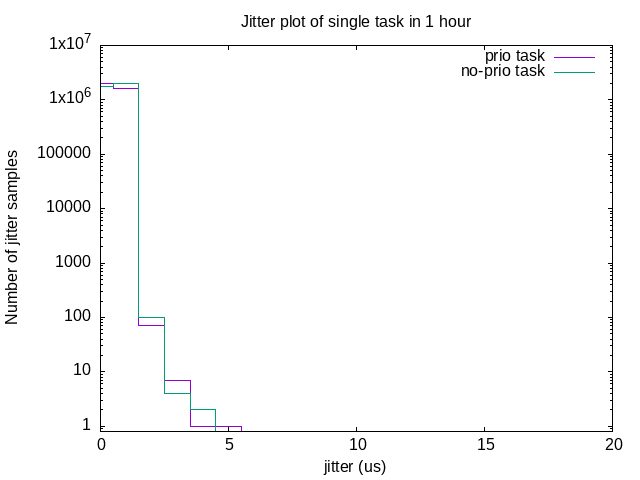 Jitter plot of single task in 1 hour
1x10^7
1x10^6
100000
10000
1000
100
10
1
Number of jitter samples
prio task
no-prio task
0 5 10 15 20
jitter (us)